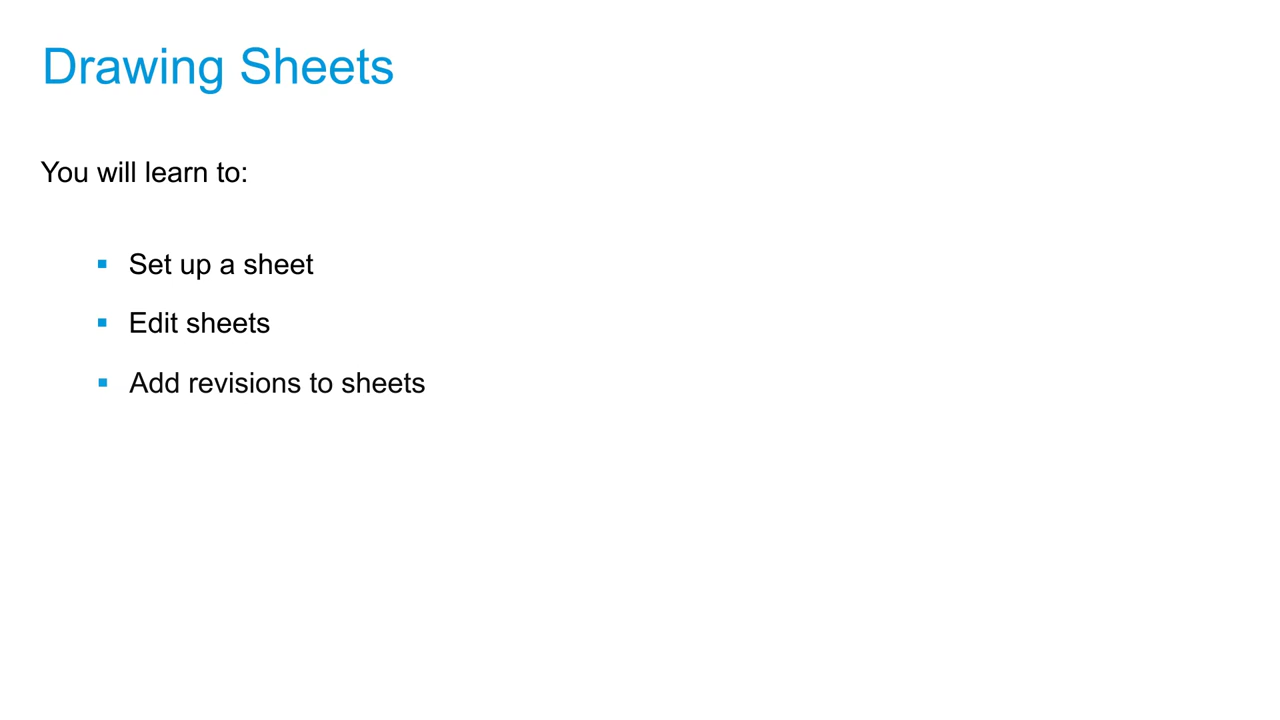 Drawing Sheets
You will learn to:
▪ Set up a sheet
▪ Edit sheets
▪ Add revisions to sheets